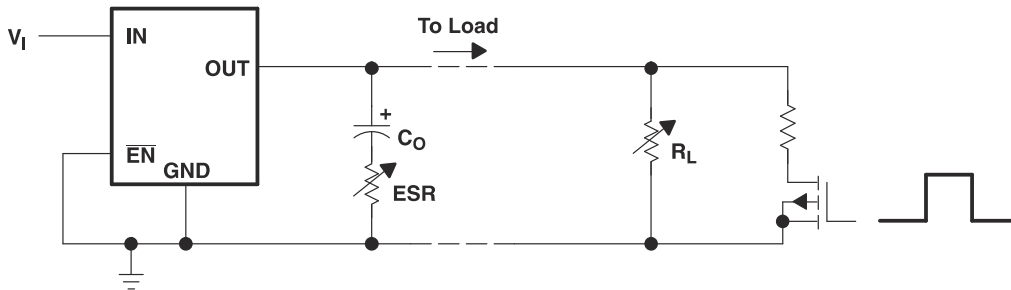 To Load
V_I
IN
OUT
+
C_O
EN
GND
ESR
R_L